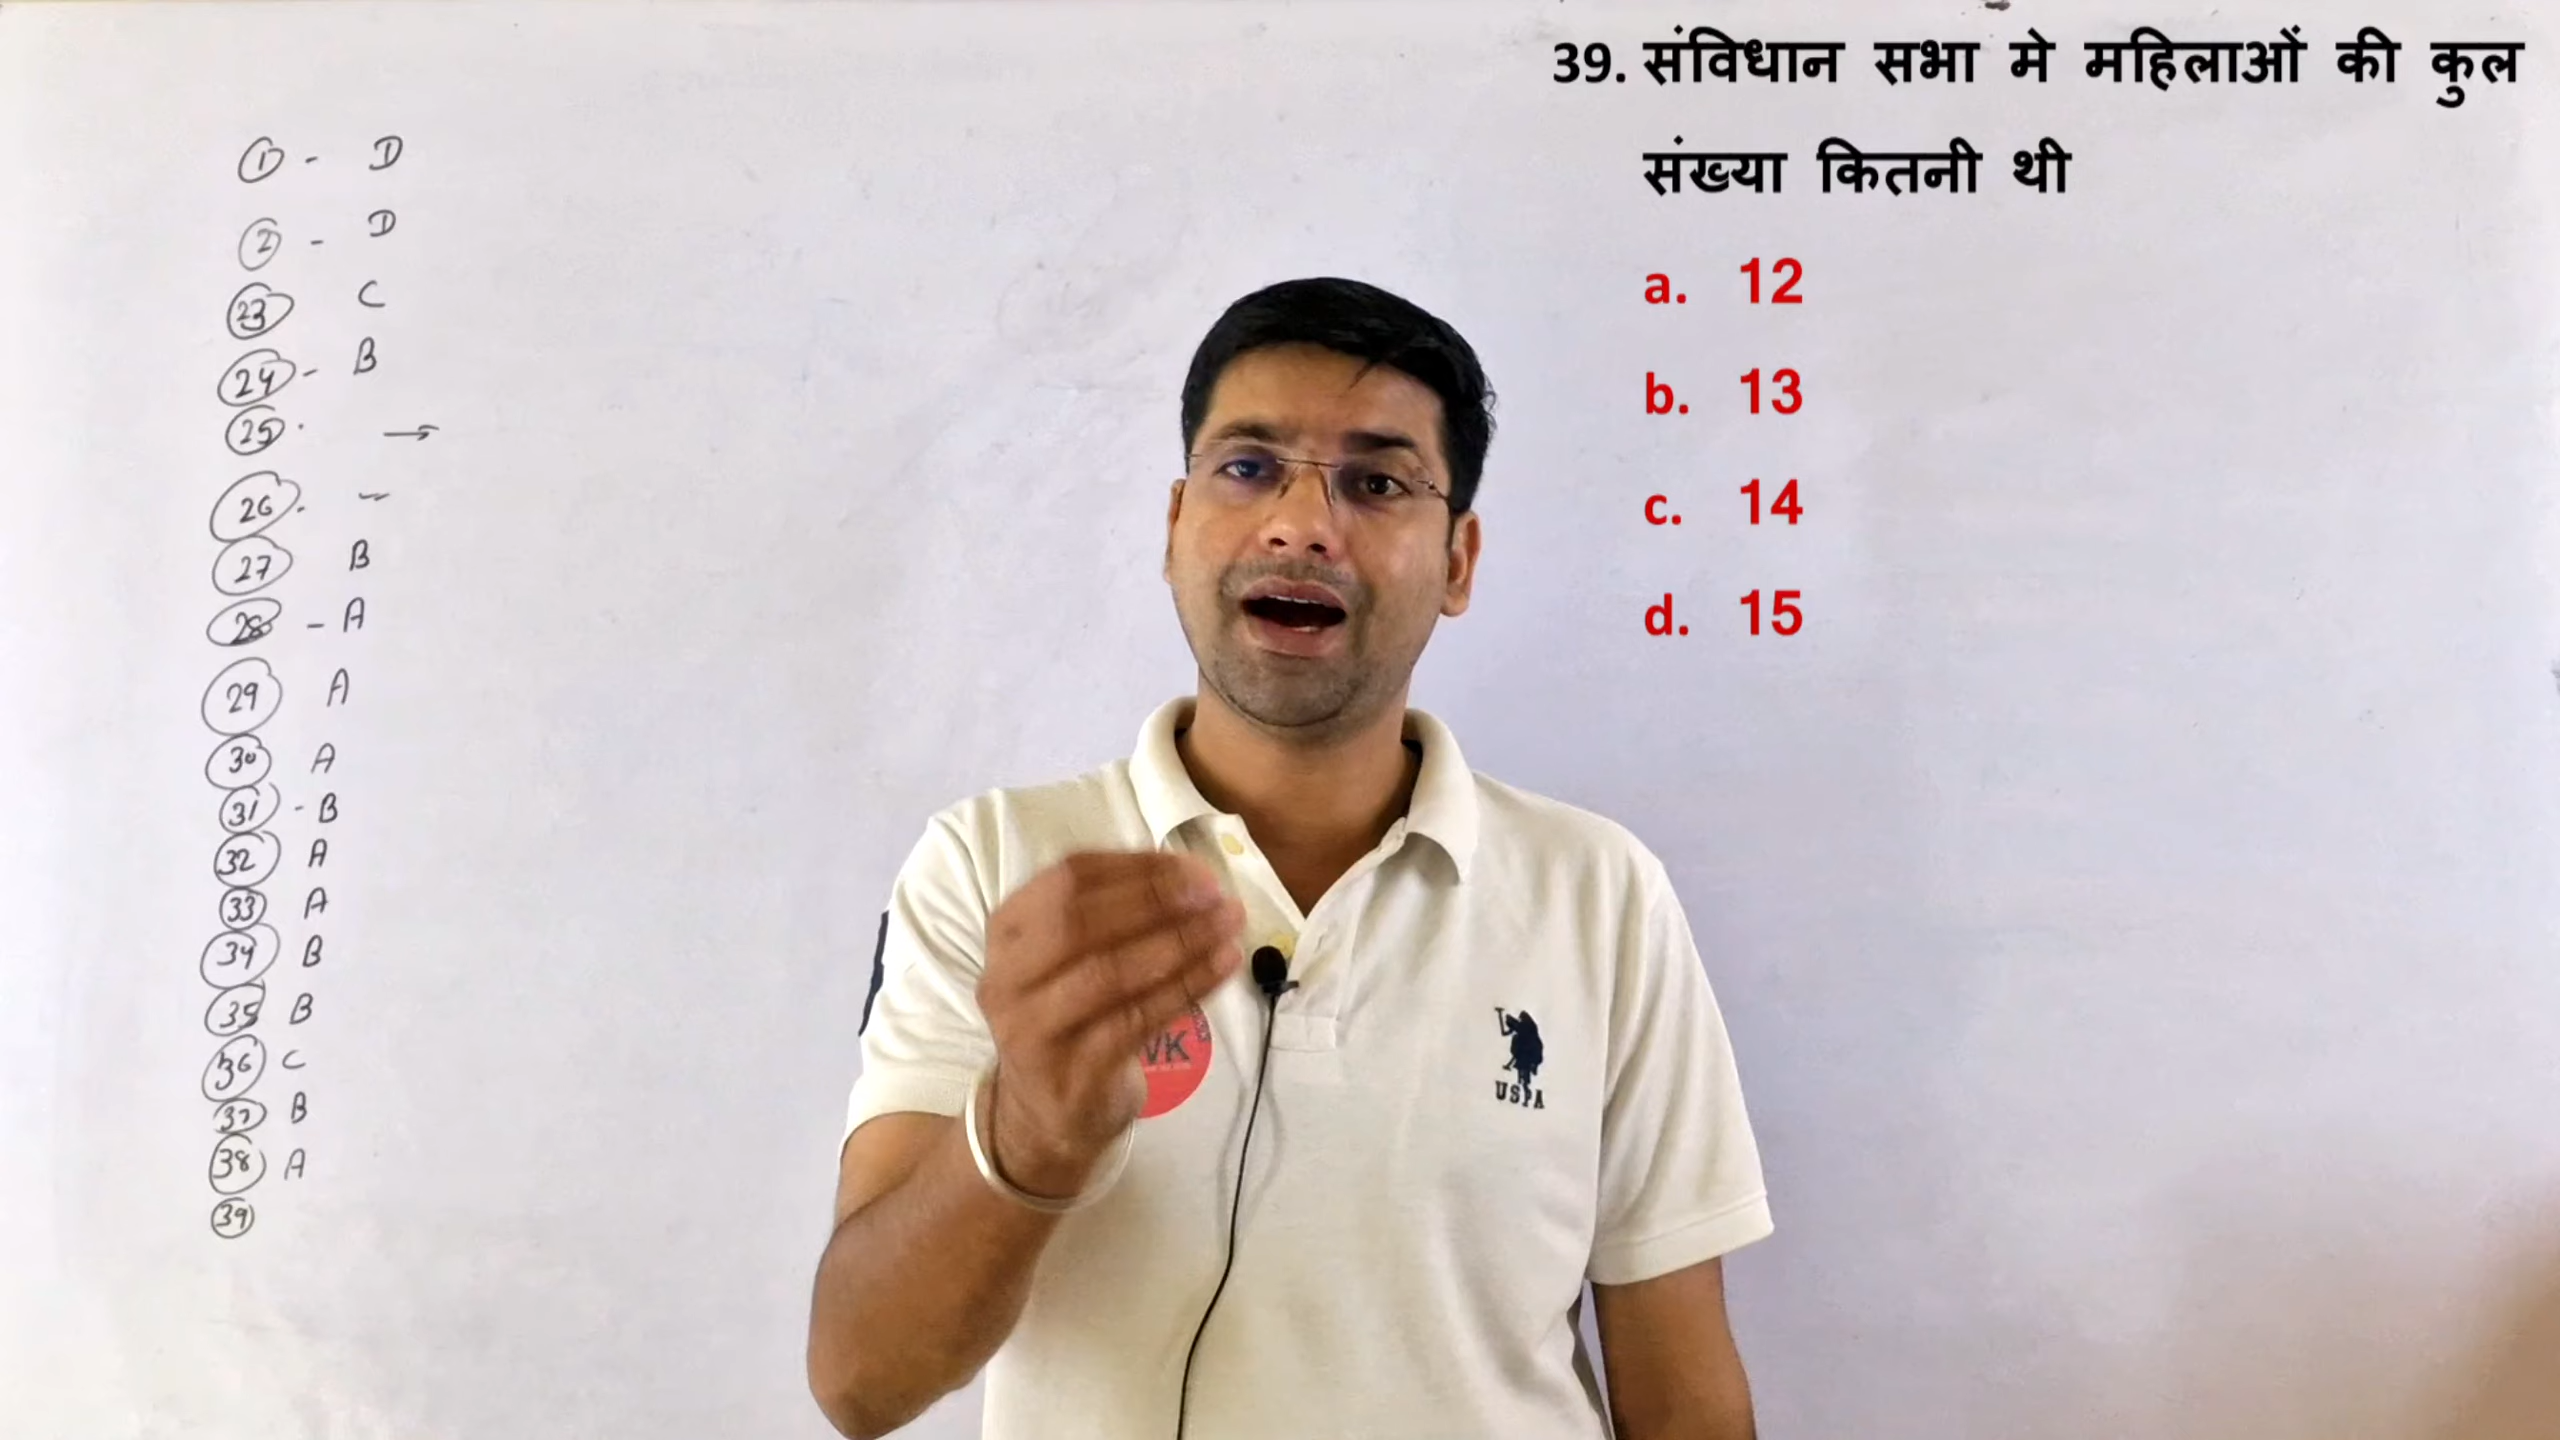 39. संविधान सभा मे महिलाओं की कुल
संख्या कितनी थी
a. 12
b. 13
c. 14
d. 15
1 - D
2 - D
23 C
24 - B
25. →
26. -
27 B
28 - A
29 A
30 A
31 - B
32 A
33 A
34 B
35 B
36 C
37 B
38 A
39
VK
USPA